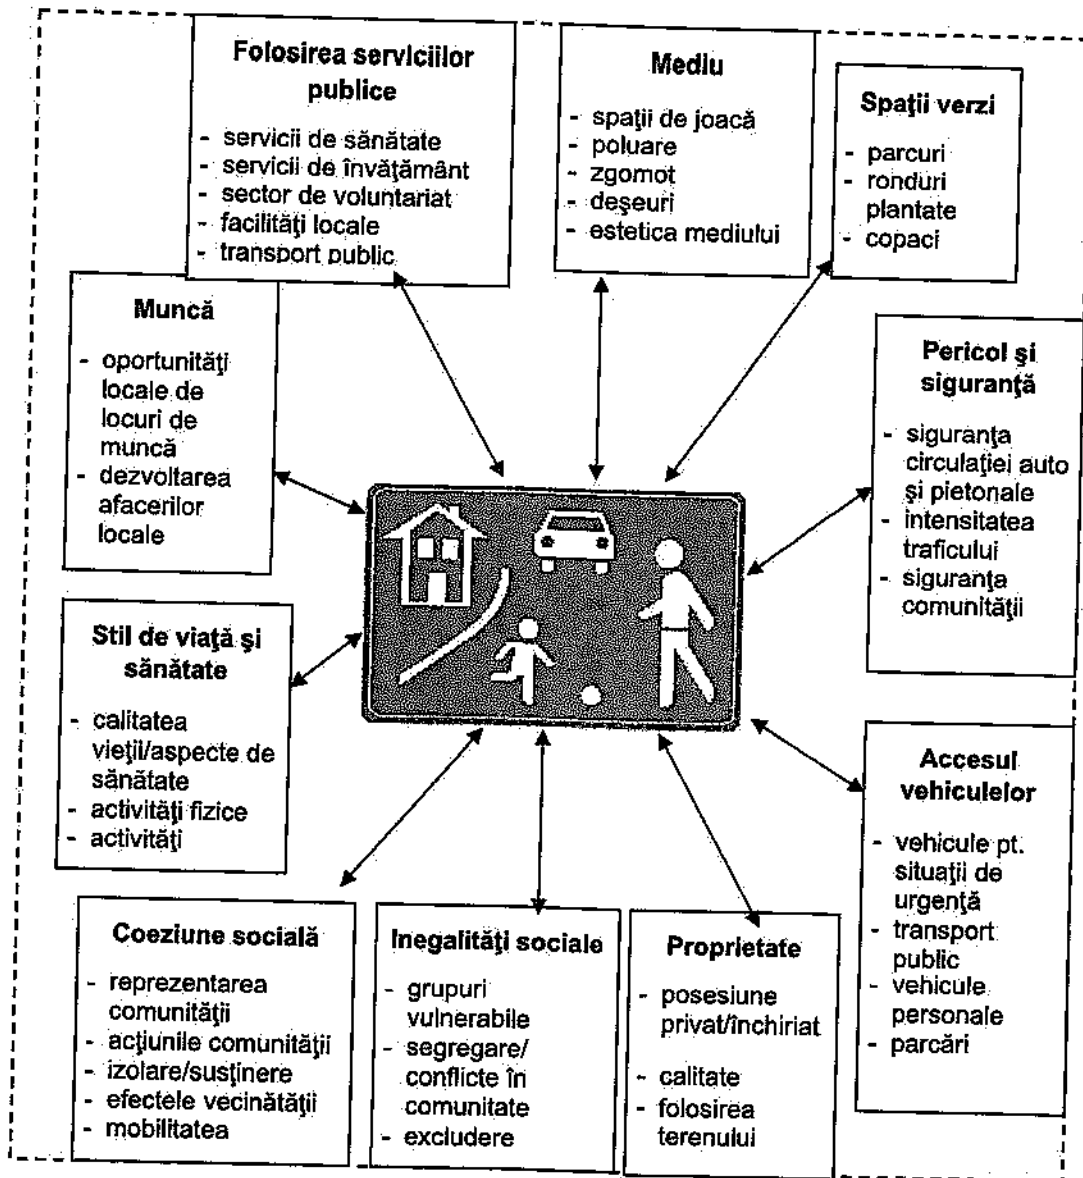 Folosirea serviciilor
publice
- servicii de sănătate
- servicii de învăţământ
- sector de voluntariat
- facilităţi locale
- transport public
Mediu
- spaţii de joacă
- poluare
- zgomot
- deşeuri
- estetica mediului
Spaţii verzi
- parcuri
- ronduri
plantate
- copaci
Muncă
- oportunităţi
locale de
locuri de
muncă
- dezvoltarea
afacerilor
locale
Pericol şi
siguranţă
- siguranţa
circulaţiei auto
şi pietonale
- intensitatea
traficului
- siguranţa
comunităţii
Stil de viaţă şi
sănătate
- calitatea
vieţii/aspecte de
sănătate
- activităţi fizice
- activităţi
Accesul
vehiculelor
- vehicule pt.
situaţii de
urgenţă
- transport
public
- vehicule
personale
- parcări
Coeziune socială
- reprezentarea
comunităţii
- acţiunile comunităţii
- izolare/susţinere
- efectele vecinătăţii
- mobilitatea
Inegalităţi sociale
- grupuri
vulnerabile
- segregare/
conflicte în
comunitate
- excludere
Proprietate
- posesiune
privat/închiriat
- calitate
- folosirea
terenului